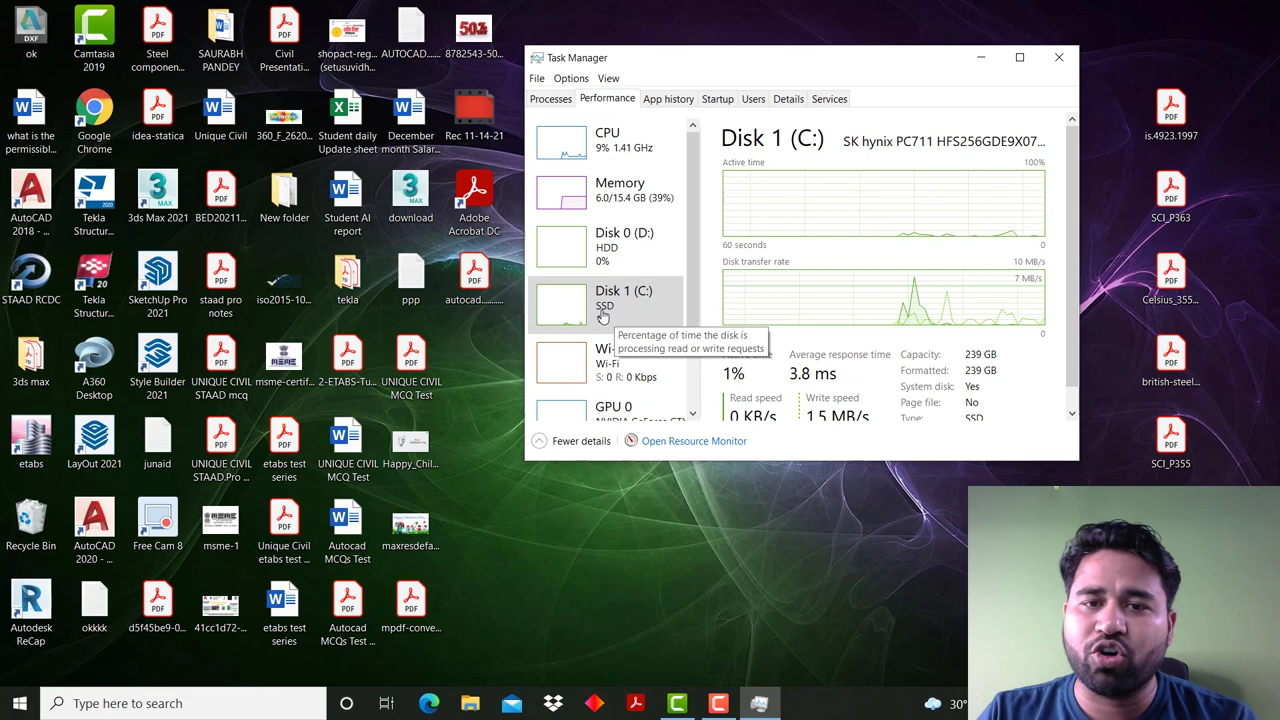 ok
Camtasia
2019
Steel
componen...
SAURABH
PANDEY
Civil
Presentati...
shopact-reg...
(setusuvidh...
AUTOCAD......
50%
8782543-50...
what is the
permissibl...
Google
Chrome
idea-statica
Unique Civil
360_F_2620...
Student daily
Update sheet
December
month Salar...
Rec 11-14-21
AutoCAD
2018 - ...
Tekla
Structur...
3ds Max 2021
BED20211...
New folder
Student AI
report
download
Adobe
Acrobat DC
STAAD RCDC
Tekla
Structur...
SketchUp Pro
2021
staad pro
notes
iso2015-10...
tekla
ppp
autocad....
3ds max
A360
Desktop
Style Builder
2021
UNIQUE CIVIL
STAAD mcq
msme-certif...
2-ETABS-Tu...
UNIQUE CIVIL
MCQ Test
etabs
LayOut 2021
junaid
UNIQUE CIVIL
STAAD.Pro ...
etabs test
series
UNIQUE CIVIL
MCQ Test
Happy_Chil...
Recycle Bin
AutoCAD
2020 - ...
Free Cam 8
msme-1
Unique Civil
etabs test ...
Autocad
MCQs Test
maxresdefa...
Autodesk
ReCap
okkkk
d5f45be9-0...
41cc1d72-...
etabs test
series
Autocad
MCQs Test ...
mpdf-conve...
Task Manager
File Options View
Processes Performance App history Startup Users Details Services
CPU
9% 1.41 GHz
Memory
6.0/15.4 GB (39%)
Disk 0 (D:)
HDD
0%
Disk 1 (C:)
SSD
Percentage of time the disk is
processing read or write requests
Wi-
Wi-Fi
S: 0 R: 0 Kbps
GPU 0
Disk 1 (C:) SK hynix PC711 HFS256GDE9X07...
Active time 100%
60 seconds 0
Disk transfer rate 10 MB/s
7 MB/s
0
1%
Average response time
3.8 ms
Read speed
0 KB/s
Write speed
1.5 MB/s
Capacity: 239 GB
Formatted: 239 GB
System disk: Yes
Page file: No
Type: SSD
Fewer details Open Resource Monitor
is.4923.1997
SCI_P363
Celsius_355...
british-steel...
SCI_P355
Type here to search
30°